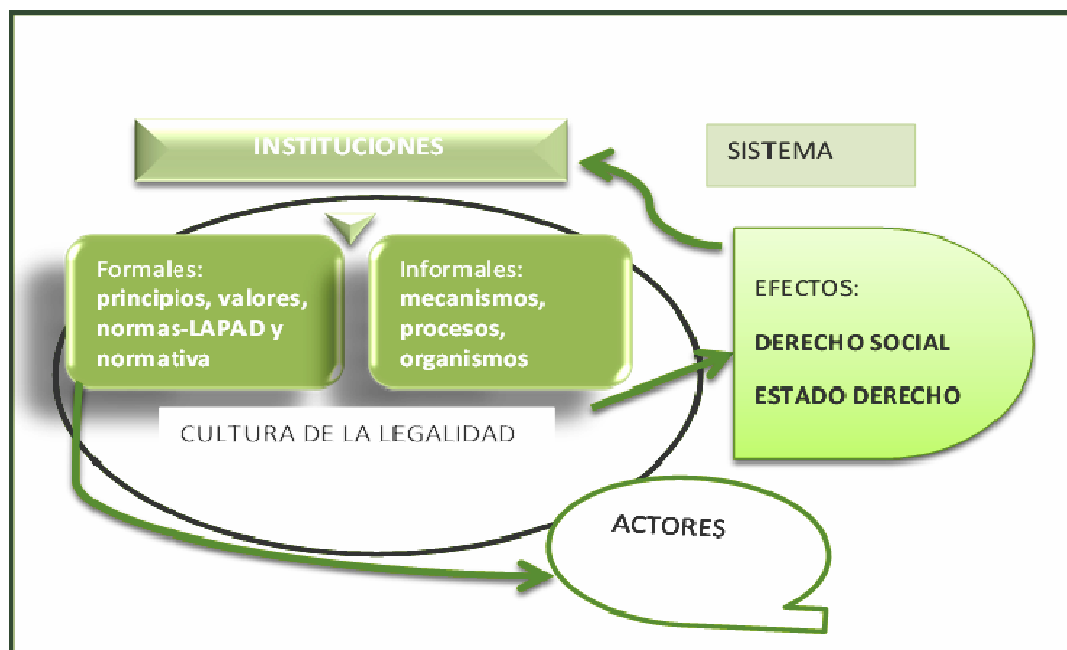 INSTITUCIONES
SISTEMA
Formales:
principios, valores,
normas-LAPAD y
normativa
Informales:
mecanismos,
procesos,
organismos
EFECTOS:
DERECHO SOCIAL
ESTADO DERECHO
CULTURA DE LA LEGALIDAD
ACTORES